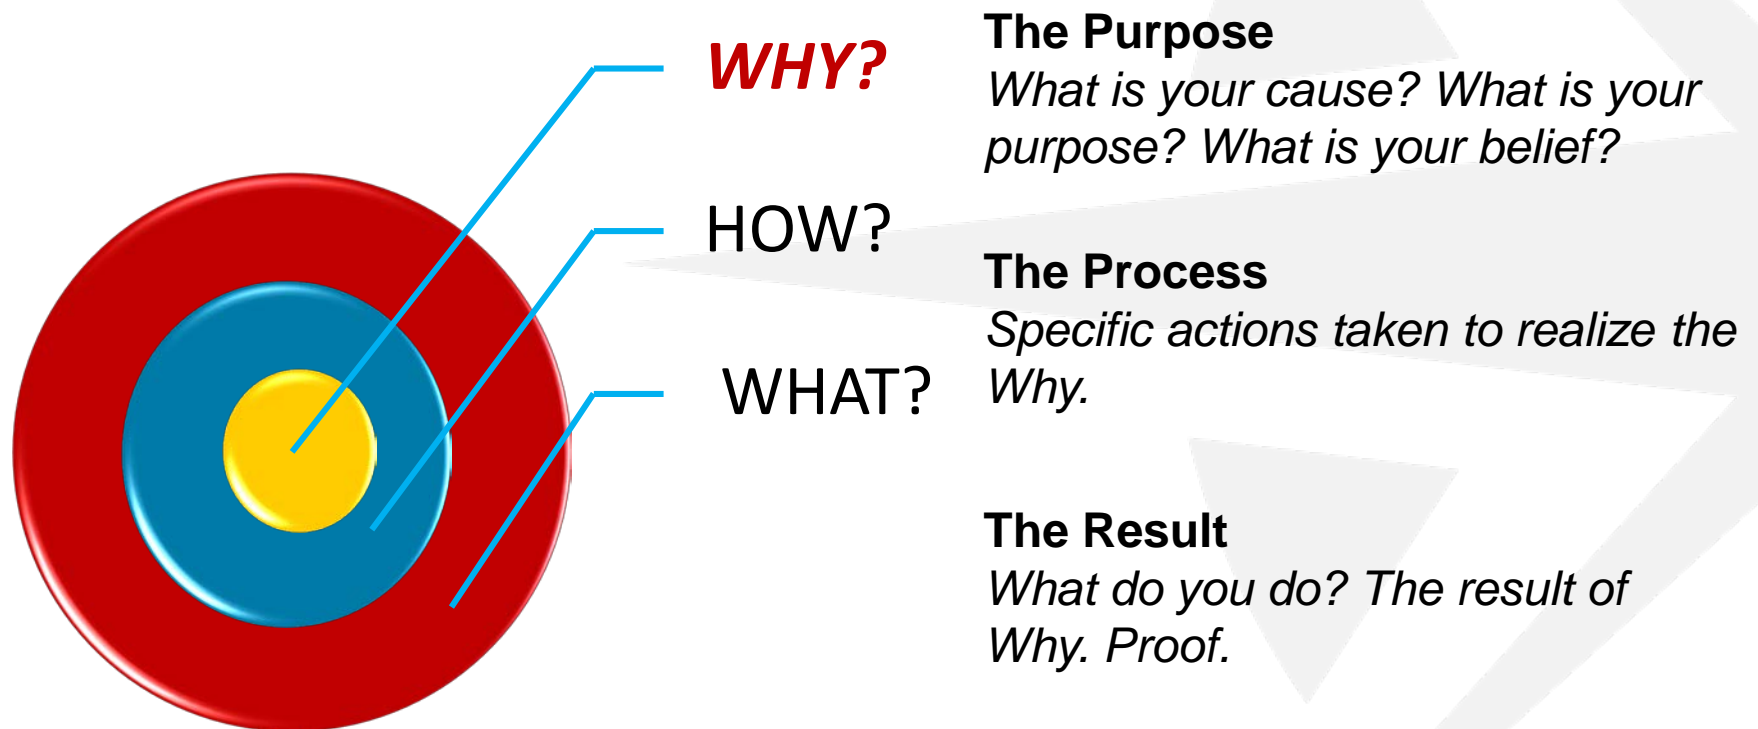 WHY?
The Purpose
What is your cause? What is your
purpose? What is your belief?
HOW?
The Process
Specific actions taken to realize the
Why.
WHAT?
The Result
What do you do? The result of
Why. Proof.